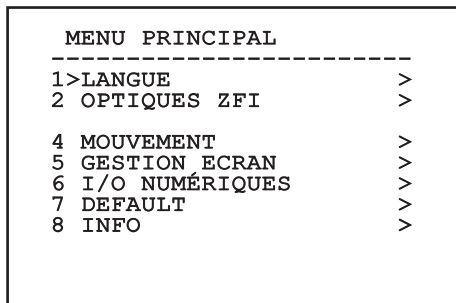 MENU PRINCIPAL
-------------------------
1>LANGUE >
2 OPTIQUES ZFI >
4 MOUVEMENT >
5 GESTION ECRAN >
6 I/O NUMÉRIQUES >
7 DEFAULT >
8 INFO >